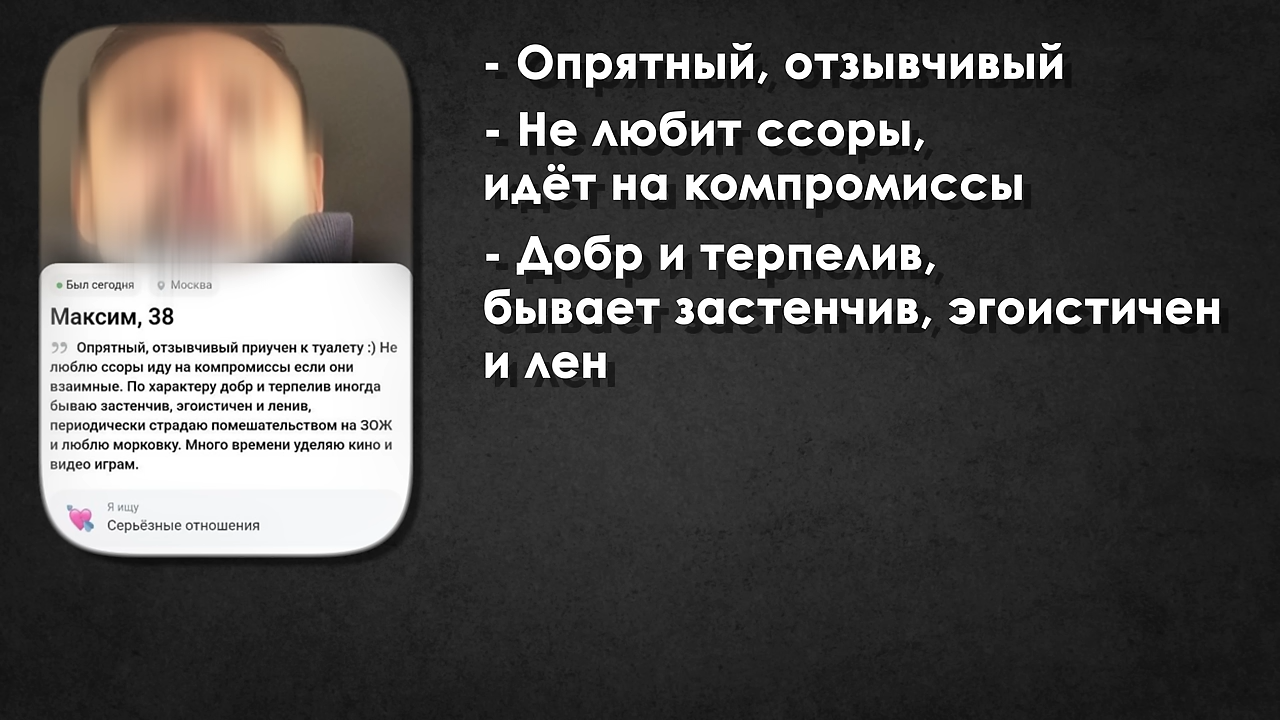 Был сегодня Москва
Максим, 38
Опрятный, отзывчивый приучен к туалету :) Не
люблю ссоры иду на компромиссы если они
взаимные. По характеру добр и терпелив иногда
бываю застенчив, эгоистичен и ленив,
периодически страдаю помешательством на ЗОЖ
и люблю морковку. Много времени уделяю кино и
видео играм.
Я ищу
Серьёзные отношения
- Опрятный, отзывчивый
- Не любит ссоры,
идёт на компромиссы
- Добр и терпелив,
бывает застенчив, эгоистичен
и лен